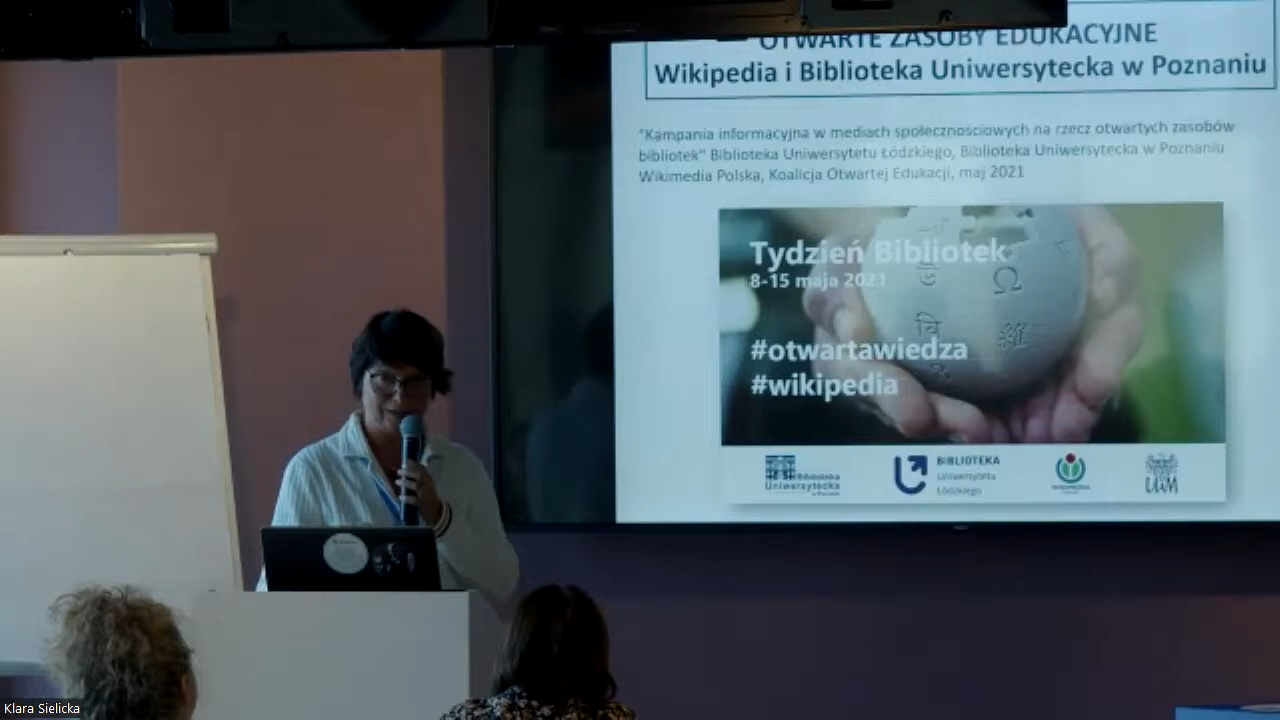 OTWARTE ZASOBY EDUKACYJNE
Wikipedia i Biblioteka Uniwersytecka w Poznaniu
"Kampania informacyjna w mediach społecznościowych na rzecz otwartych zasobów
bibliotek" Biblioteka Uniwersytetu Łódzkiego, Biblioteka Uniwersytecka w Poznaniu
Wikimedia Polska, Koalicja Otwartej Edukacji, maj 2021
Tydzień Bibliotek
8-15 maja 2021
Ω
वि
#otwartawiedza
#wikipedia
Biblioteka
Uniwersytecka
w Poznaniu
BIBLIOTEKA
Uniwersytetu
Łódzkiego
WIKIMEDIA
UAM
Klara Sielicka